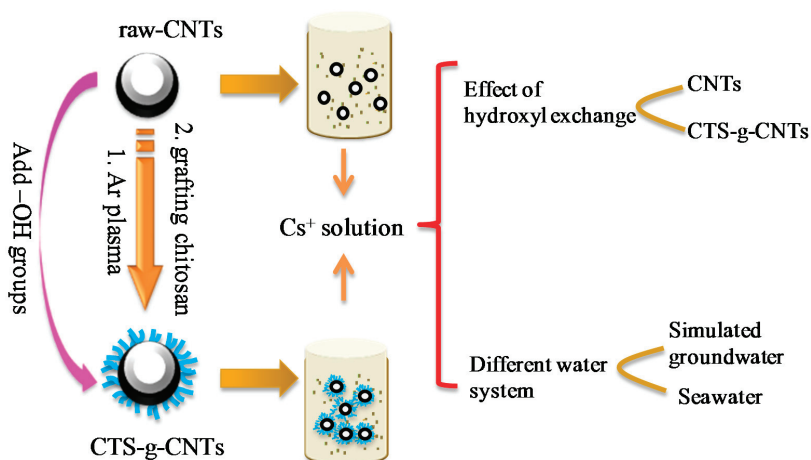 raw-CNTs
Add –OH groups
1. Ar plasma
2. grafting chitosan
CTS-g-CNTs
Cs⁺ solution
Effect of
hydroxyl exchange
CNTs
CTS-g-CNTs
Different water
system
Simulated
groundwater
Seawater